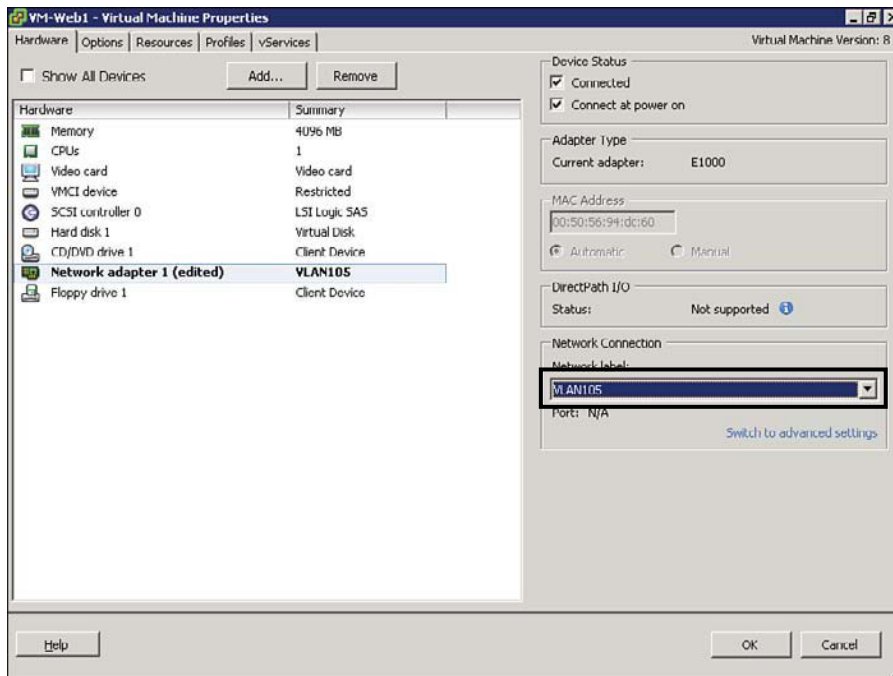 VM-Web1 - Virtual Machine Properties
Hardware Options Resources Profiles vServices Virtual Machine Version: 8
Show All Devices Add... Remove
Hardware Summary
Memory 4096 MB
CPUs 1
Video card Video card
VMCI device Restricted
SCSI controller 0 LSI Logic SAS
Hard disk 1 Virtual Disk
CD/DVD drive 1 Client Device
Network adapter 1 (edited) VLAN105
Floppy drive 1 Client Device
Device Status
Connected
Connect at power on
Adapter Type
Current adapter: E1000
MAC Address
00:50:56:94:dc:60
Automatic Manual
DirectPath I/O
Status: Not supported
Network Connection
Network label:
VLAN105
Port: N/A
Switch to advanced settings
Help OK Cancel